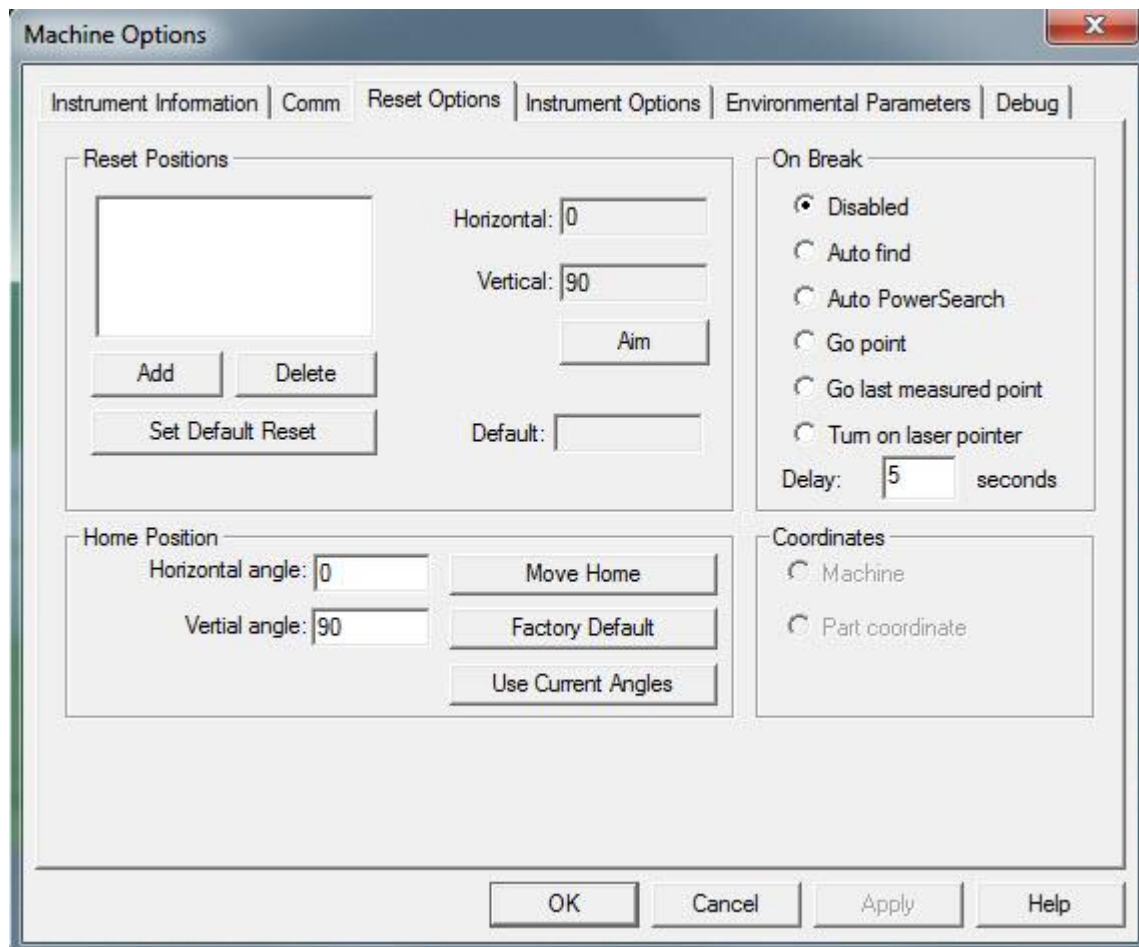 Machine Options
X
Instrument Information Comm Reset Options Instrument Options Environmental Parameters Debug
Reset Positions
Horizontal: 0
Vertical: 90
Aim
Add Delete
Set Default Reset
Default:
On Break
Disabled
Auto find
Auto PowerSearch
Go point
Go last measured point
Turn on laser pointer
Delay: 5 seconds
Home Position
Horizontal angle: 0
Move Home
Vertial angle: 90
Factory Default
Use Current Angles
Coordinates
Machine
Part coordinate
OK Cancel Apply Help